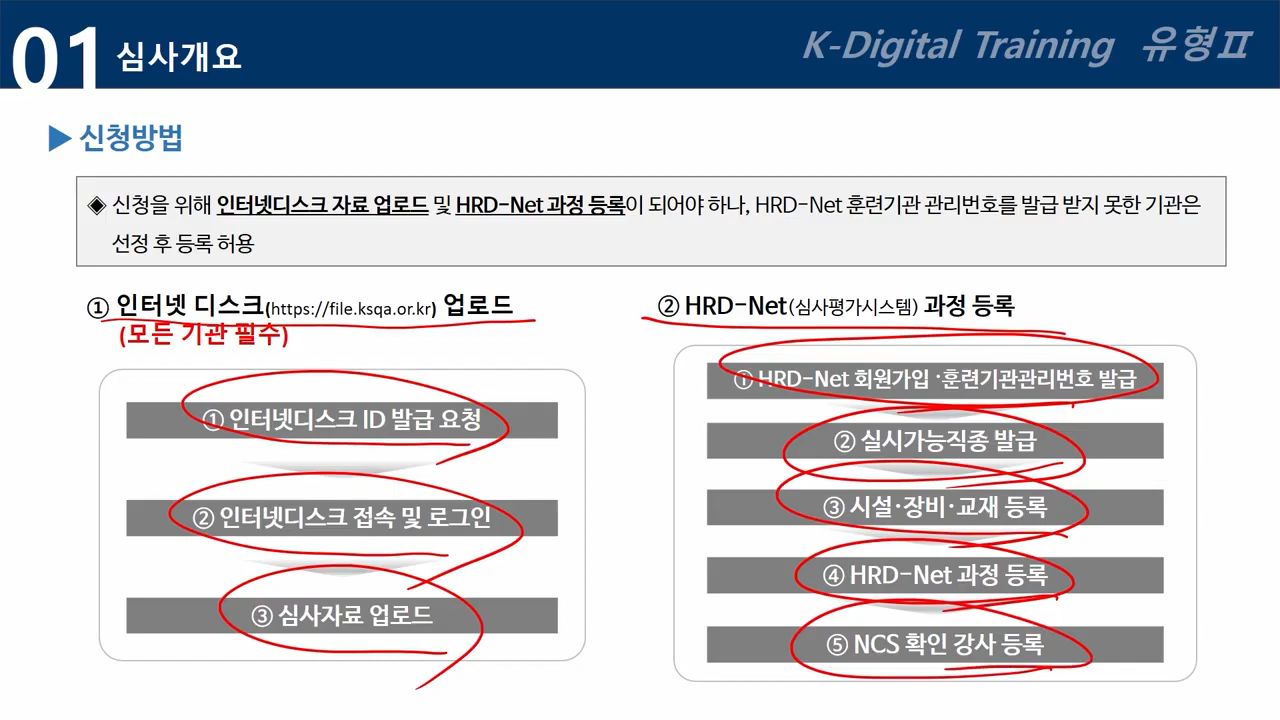 01 심사개요
K-Digital Training 유형Ⅱ
▶ 신청방법
◈ 신청을 위해 인터넷디스크 자료 업로드 및 HRD-Net 과정 등록이 되어야 하나, HRD-Net 훈련기관 관리번호를 발급 받지 못한 기관은
선정 후 등록 허용
① 인터넷 디스크(https://file.ksqa.or.kr) 업로드
(모든 기관 필수)
① 인터넷디스크 ID 발급 요청
② 인터넷디스크 접속 및 로그인
③ 심사자료 업로드
② HRD-Net(심사평가시스템) 과정 등록
① HRD-Net 회원가입·훈련기관관리번호 발급
② 실시가능직종 발급
③ 시설·장비·교재 등록
④ HRD-Net 과정 등록
⑤ NCS 확인 강사 등록